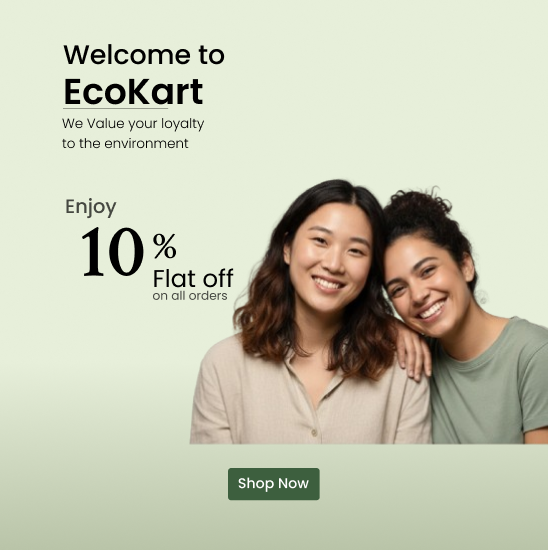 Welcome to
EcoKart
We Value your loyalty
to the environment
Enjoy
10 %
Flat off
on all orders
Shop Now